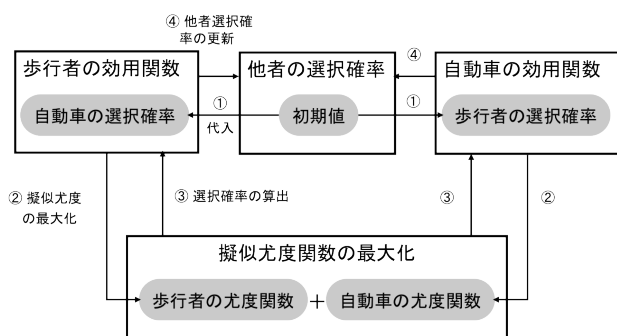 ④ 他者選択確
率の更新
歩行者の効用関数
他者の選択確率
④
自動車の効用関数
自動車の選択確率
①
代入
初期値
①
歩行者の選択確率
② 擬似尤度
の最大化
③ 選択確率の算出
③
②
擬似尤度関数の最大化
歩行者の尤度関数
+
自動車の尤度関数